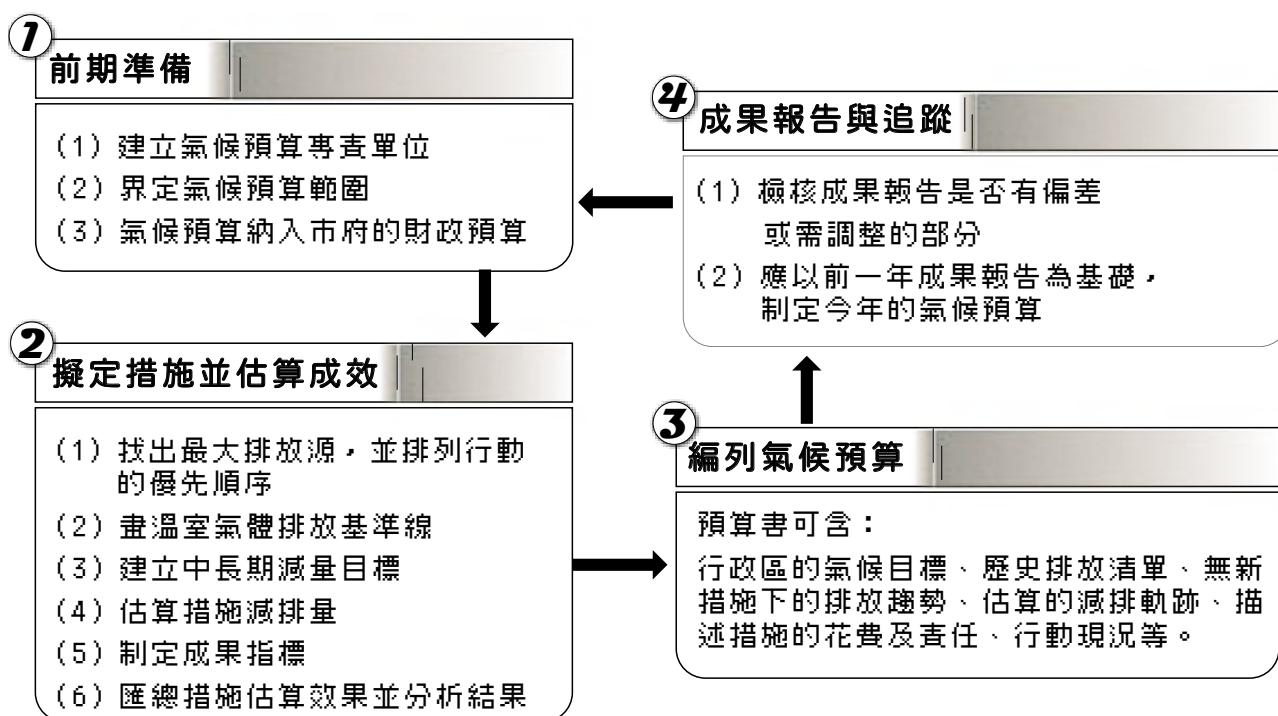 1
前期準備
(1) 建立氣候預算專責單位
(2) 界定氣候預算範圍
(3) 氣候預算納入市府的財政預算
2
擬定措施並估算成效
(1) 找出最大排放源，並排列行動
的優先順序
(2) 畫溫室氣體排放基準線
(3) 建立中長期減量目標
(4) 估算措施減排量
(5) 制定成果指標
(6) 匯總措施估算效果並分析結果
3
編列氣候預算
預算書可含：
行政區的氣候目標、歷史排放清單、無新
措施下的排放趨勢、估算的減排軌跡、描
述措施的花費及責任、行動現況等。
4
成果報告與追蹤
(1) 檢核成果報告是否有偏差
或需調整的部分
(2) 應以前一年成果報告為基礎，
制定今年的氣候預算